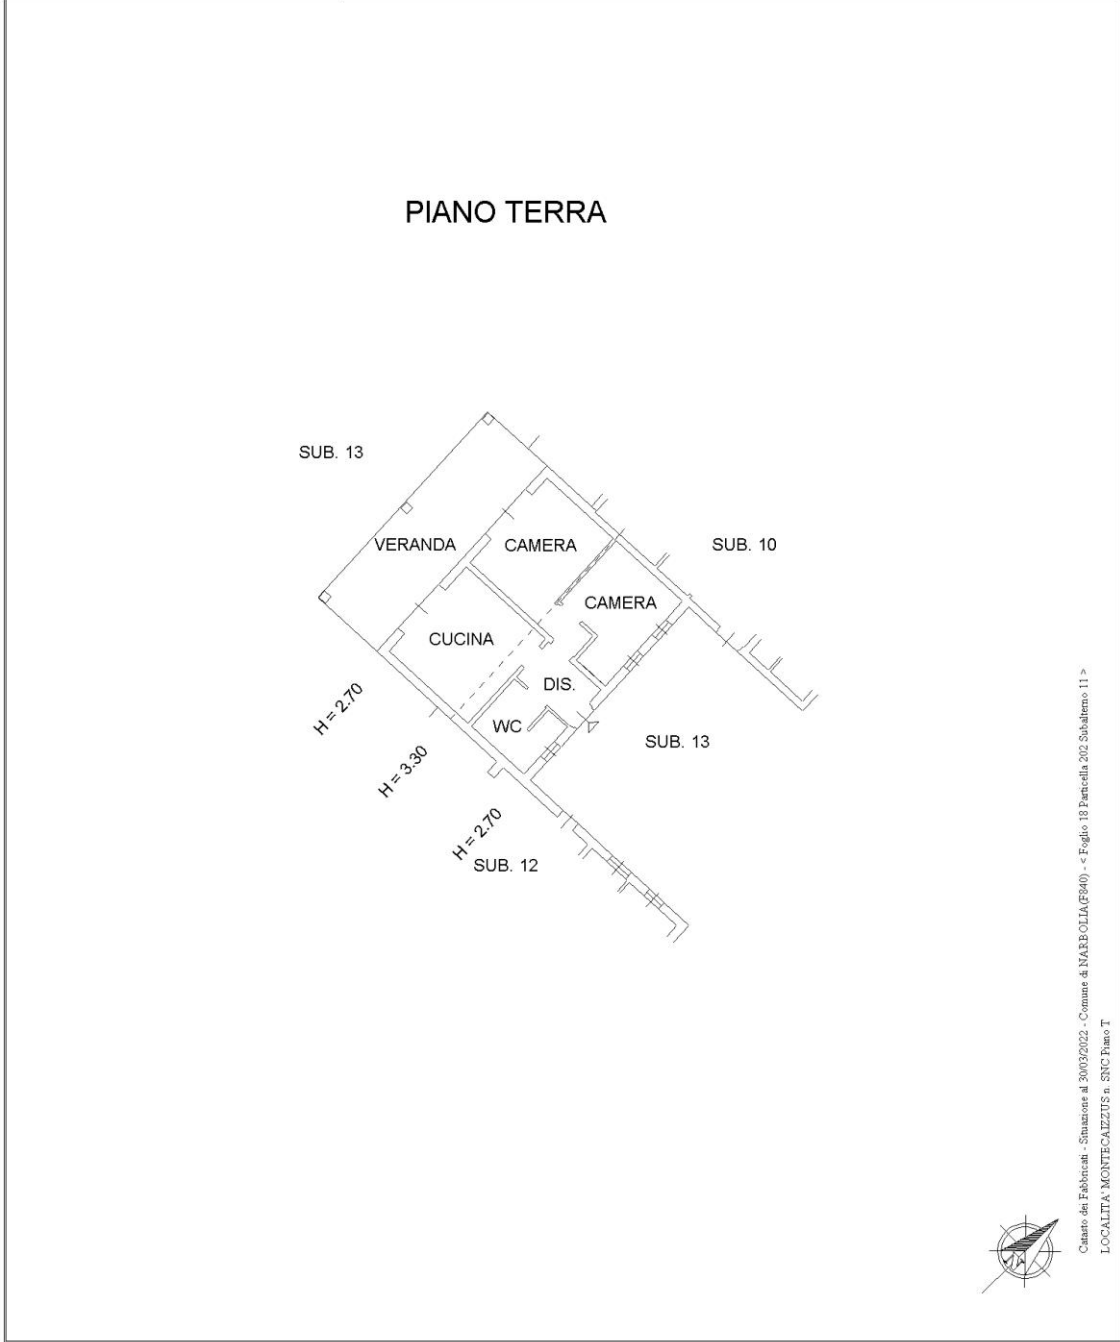 PIANO TERRA
SUB. 13
VERANDA
CAMERA
SUB. 10
CAMERA
CUCINA
DIS.
H = 2.70
WC
SUB. 13
H = 3.30
H = 2.70
SUB. 12
Catasto dei Fabbricati - Situazione al 30/03/2022 - Comune di NARBOLIA(F840) - < Foglio 18 Particella 202 Subalterno 11 >
LOCALITA' MONTECAIZZUS n. SNC Piano T